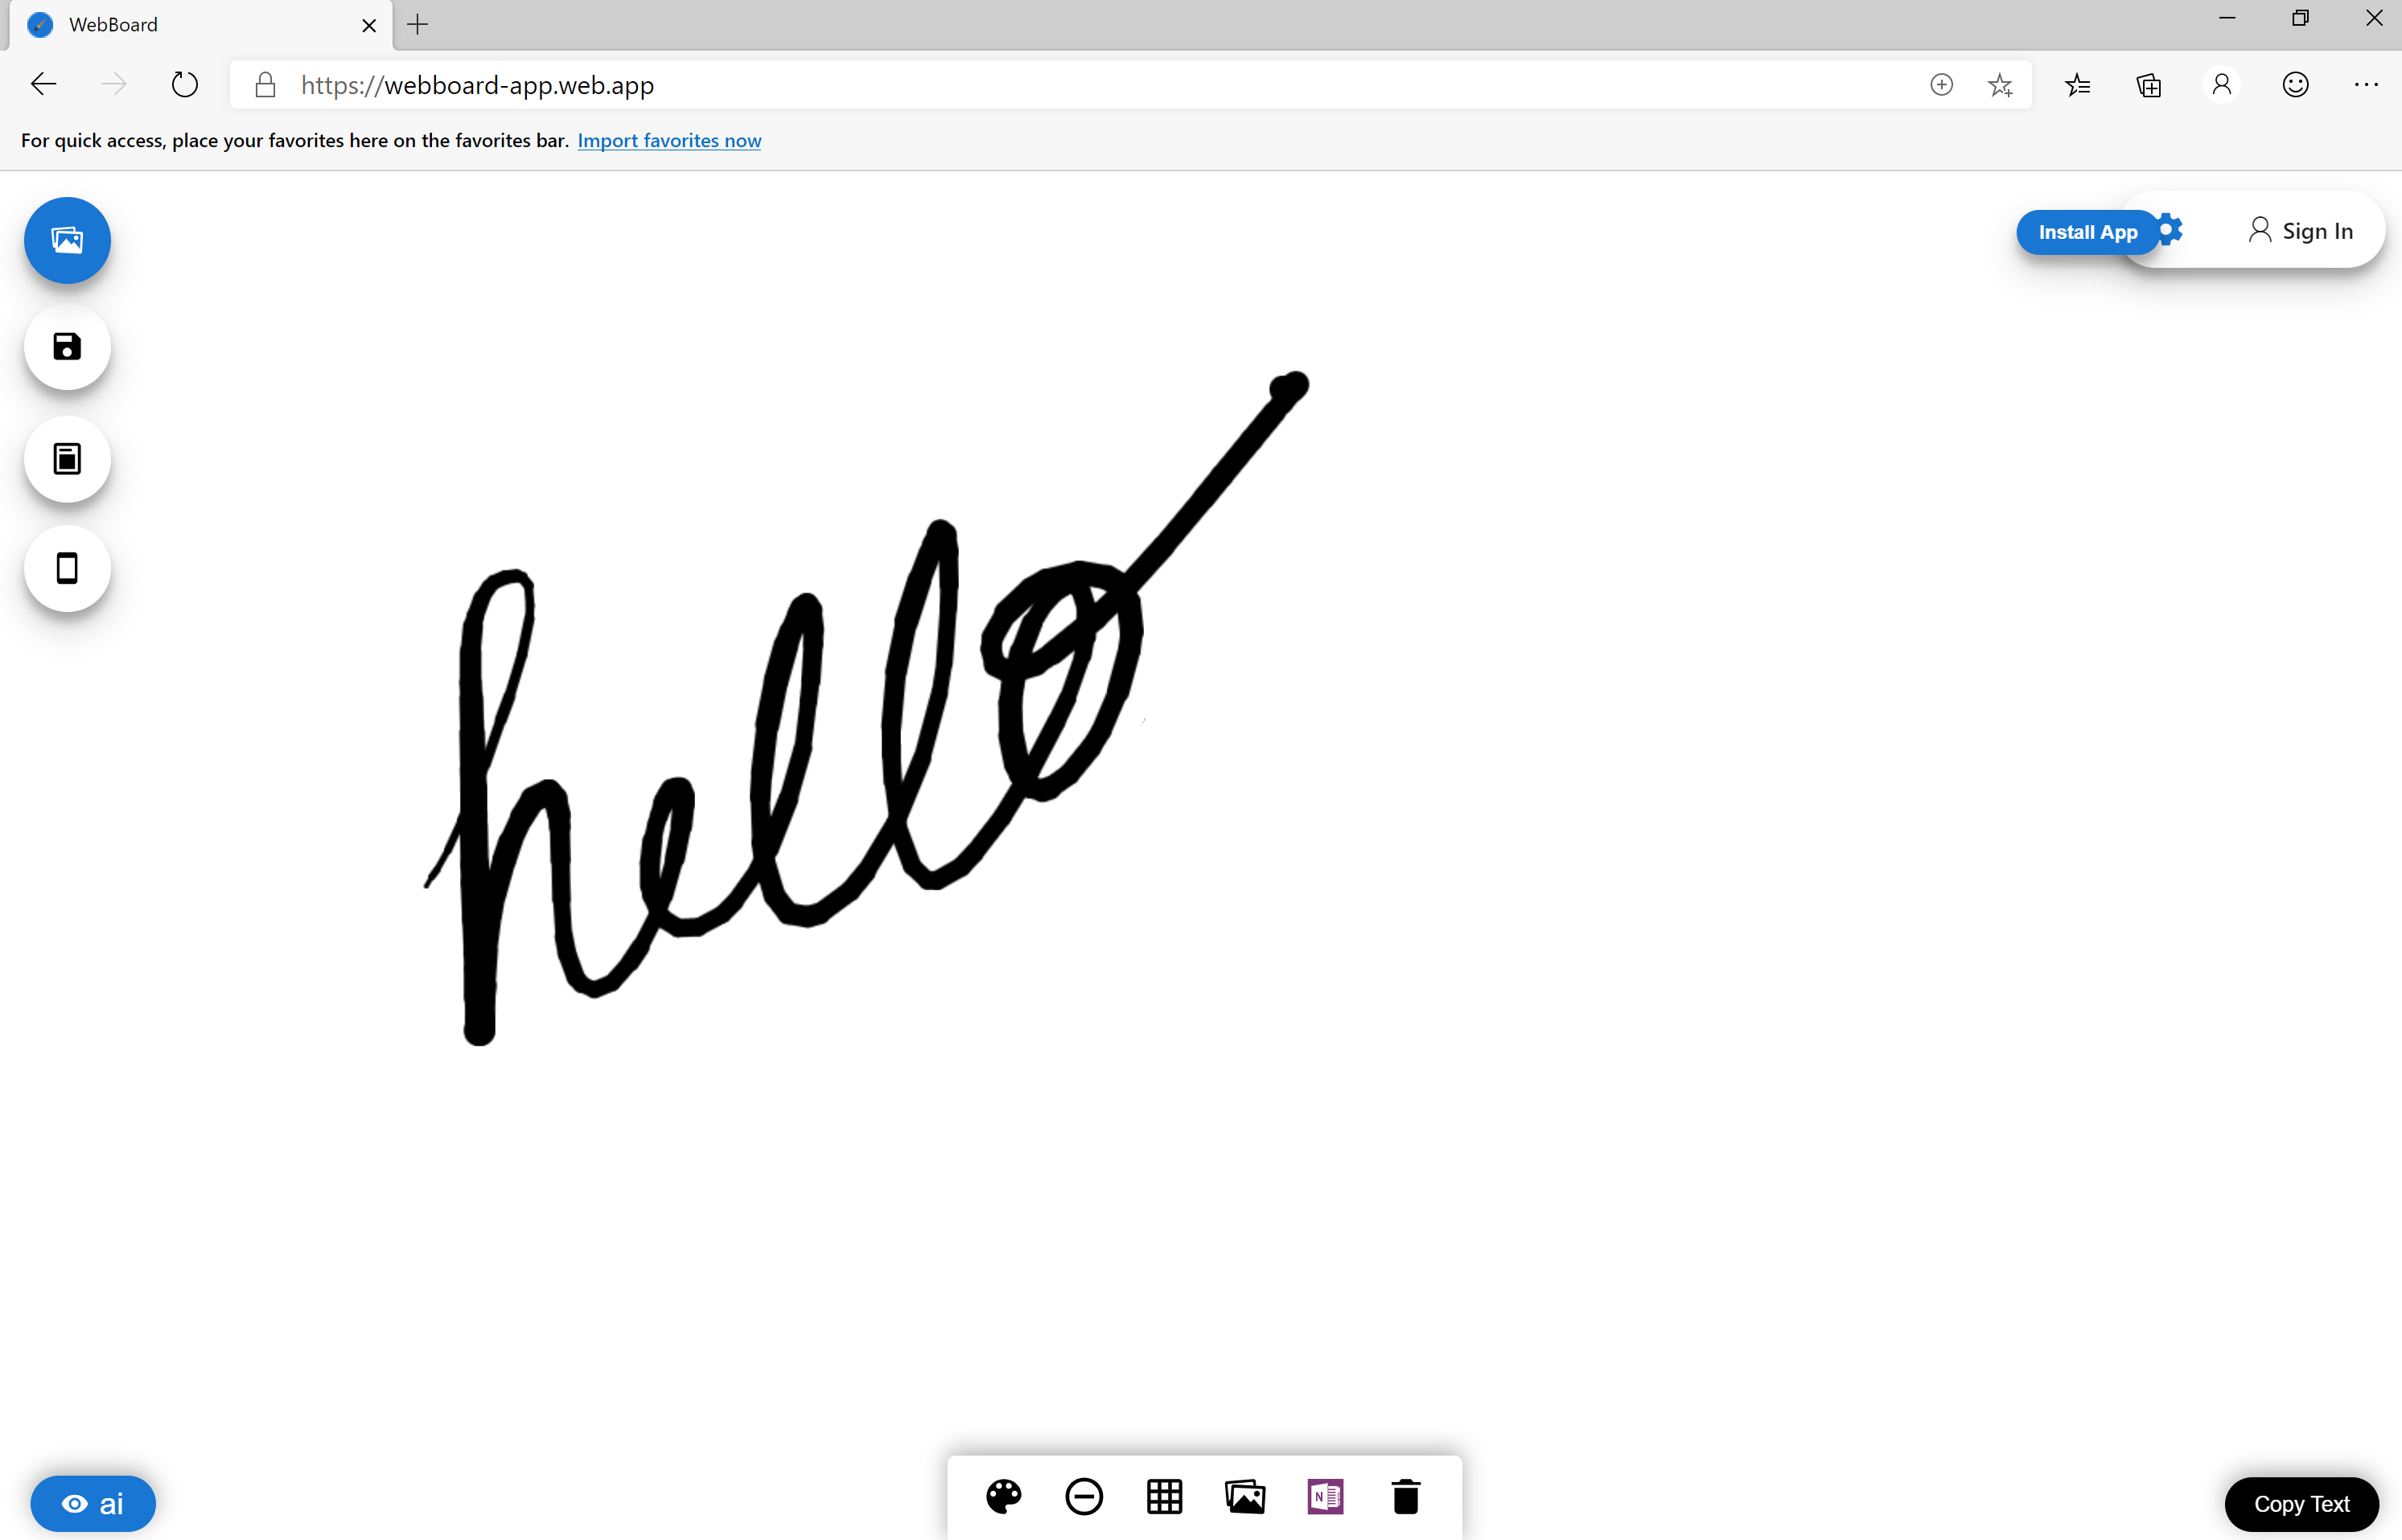 WebBoard
https://webboard-app.web.app
For quick access, place your favorites here on the favorites bar. Import favorites now
Install App
Sign In
hello
ai
N
Copy Text